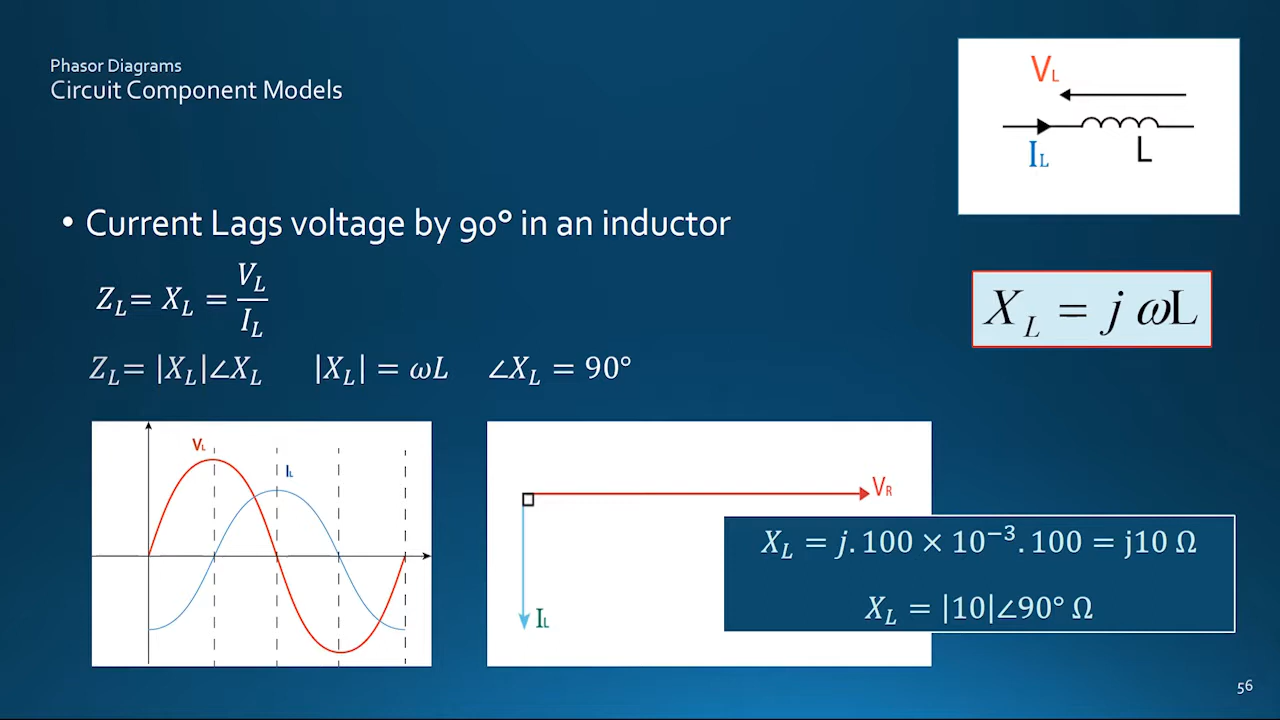 Phasor Diagrams
Circuit Component Models
V_L
I_L
L
• Current Lags voltage by 90° in an inductor
Z_L = X_L = V_L / I_L
X_L = j ωL
Z_L = |X_L|∠X_L |X_L| = ωL ∠X_L = 90°
V_L
I_L
V_R
I_L
X_L = j.100 × 10⁻³.100 = j10 Ω
X_L = |10|∠90° Ω
56